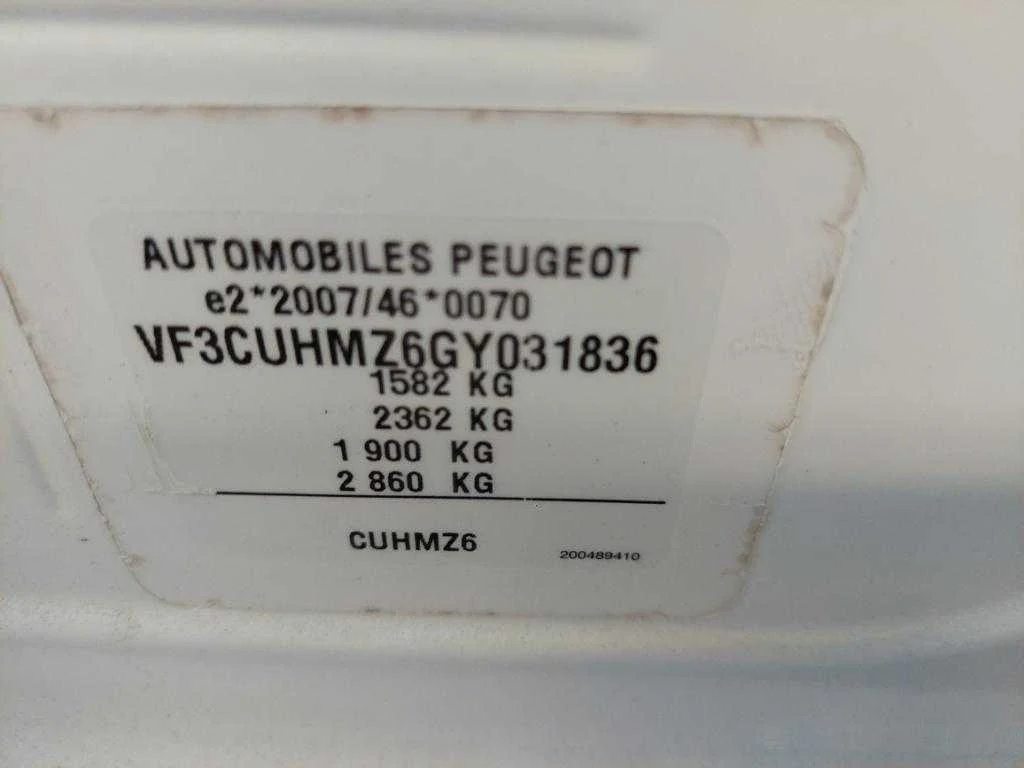 AUTOMOBILES PEUGEOT
e2*2007/46*0070
VF3CUHMZ6GY031836
1582 KG
2362 KG
1 900 KG
2 860 KG
CUHMZ6
200489410